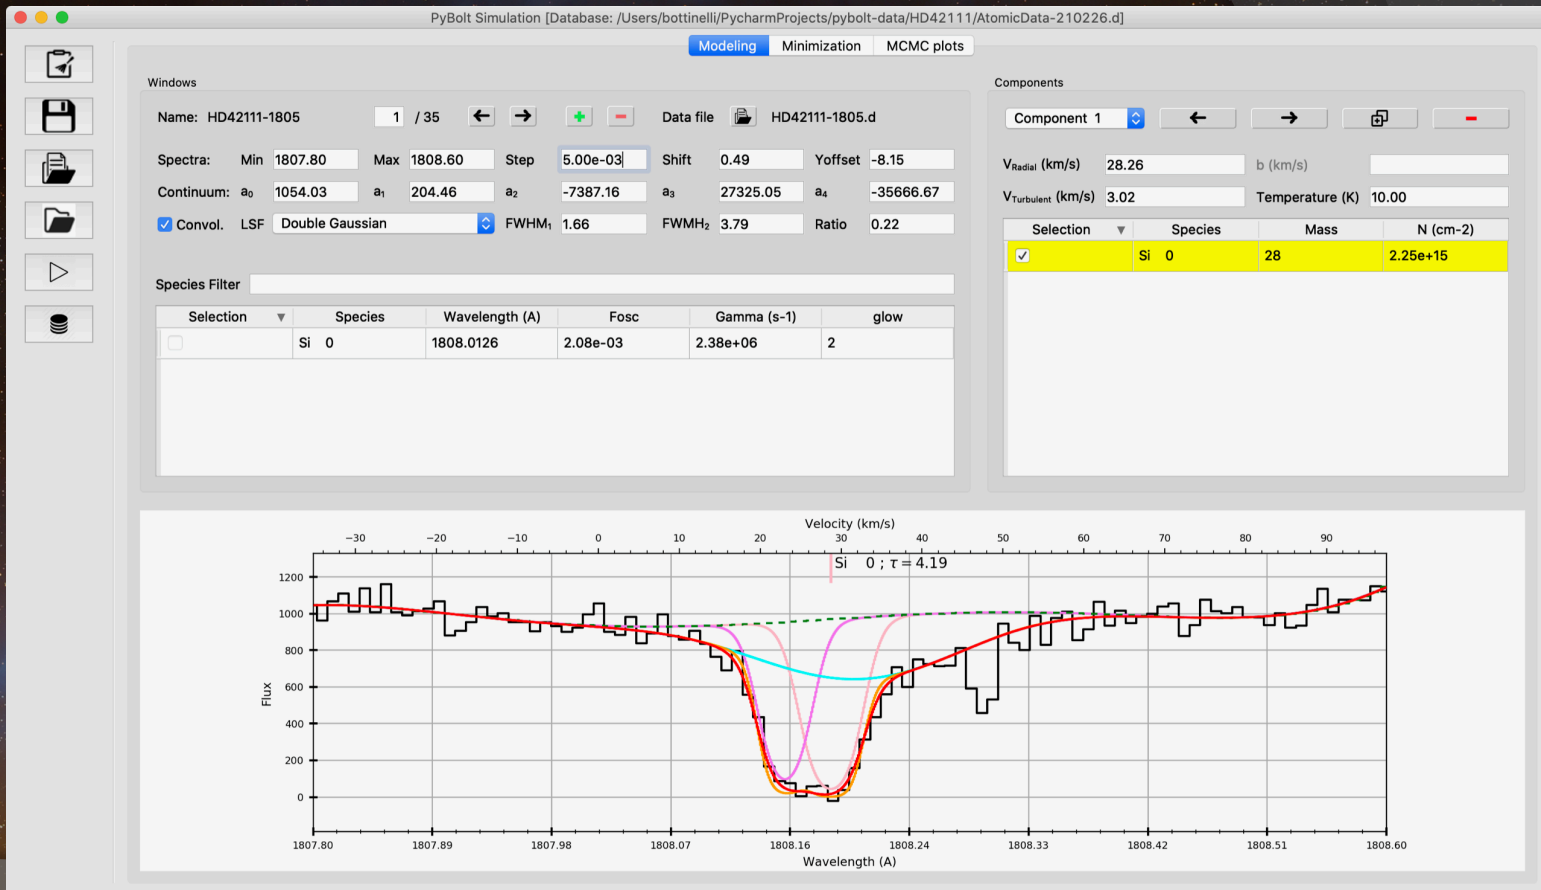 PyBolt Simulation [Database: /Users/bottinelli/PycharmProjects/pybolt-data/HD42111/AtomicData-210226.d]
Modeling Minimization MCMC plots
Windows
Name: HD42111-1805 1 / 35 Data file HD42111-1805.d
Spectra: Min 1807.80 Max 1808.60 Step 5.00e-03 Shift 0.49 Yoffset -8.15
Continuum: a₀ 1054.03 a₁ 204.46 a₂ -7387.16 a₃ 27325.05 a₄ -35666.67
Convol. LSF Double Gaussian FWHM₁ 1.66 FWMH₂ 3.79 Ratio 0.22
Species Filter
Selection Species Wavelength (A) Fosc Gamma (s-1) glow
Si 0 1808.0126 2.08e-03 2.38e+06 2
Components
Component 1
V_Radial (km/s) 28.26 b (km/s)
V_Turbulent (km/s) 3.02 Temperature (K) 10.00
Selection Species Mass N (cm-2)
Si 0 28 2.25e+15
Velocity (km/s)
−30 −20 −10 0 10 20 30 40 50 60 70 80 90
Si 0 ; τ = 4.19
Flux
1200
1000
800
600
400
200
0
1807.80 1807.89 1807.98 1808.07 1808.16 1808.24 1808.33 1808.42 1808.51 1808.60
Wavelength (A)